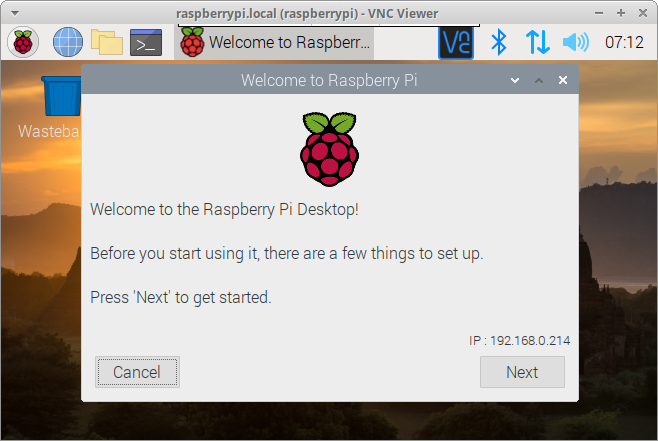 raspberrypi.local (raspberrypi) - VNC Viewer
Welcome to Raspberr...
07:12
Welcome to Raspberry Pi
Welcome to the Raspberry Pi Desktop!
Before you start using it, there are a few things to set up.
Press 'Next' to get started.
IP : 192.168.0.214
Cancel
Next